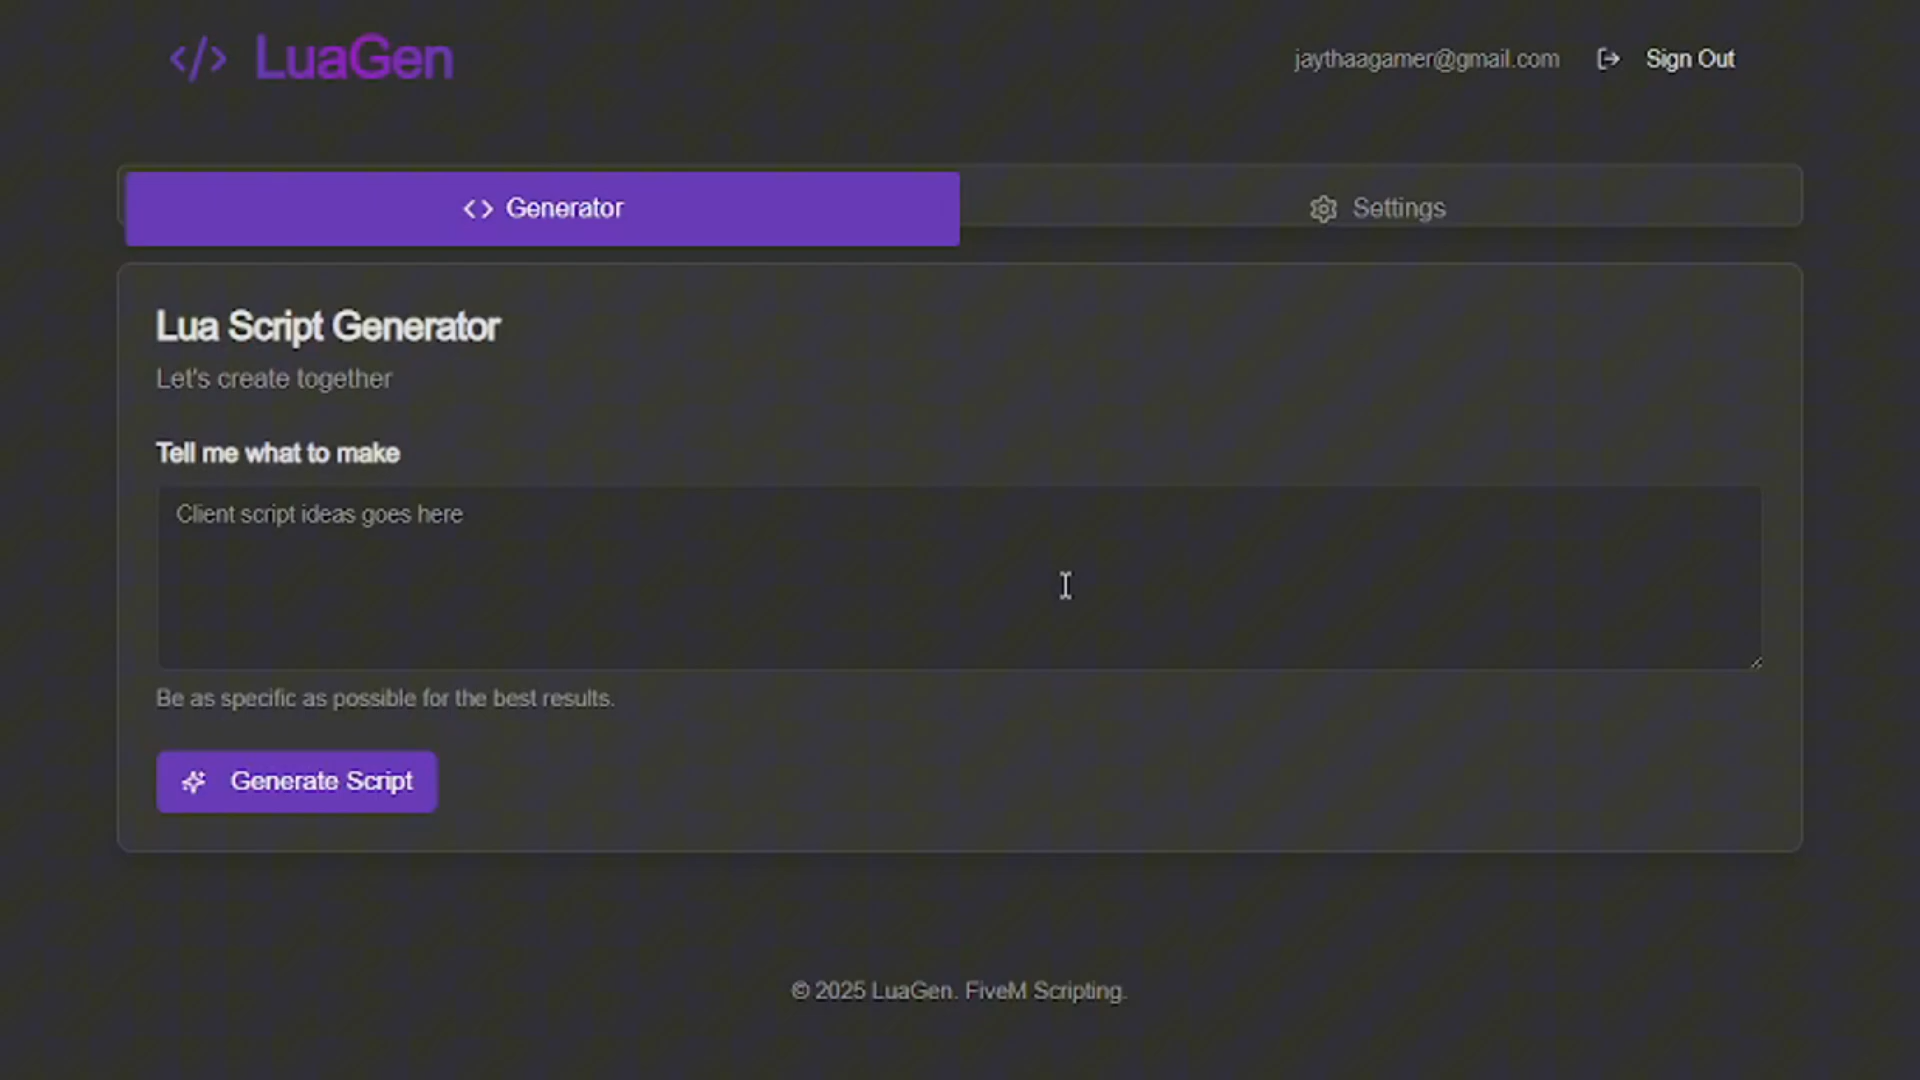 </> LuaGen
jaythaagamer@gmail.com Sign Out
<> Generator
Settings
Lua Script Generator
Let's create together
Tell me what to make
Client script ideas goes here
Be as specific as possible for the best results.
Generate Script
© 2025 LuaGen. FiveM Scripting.